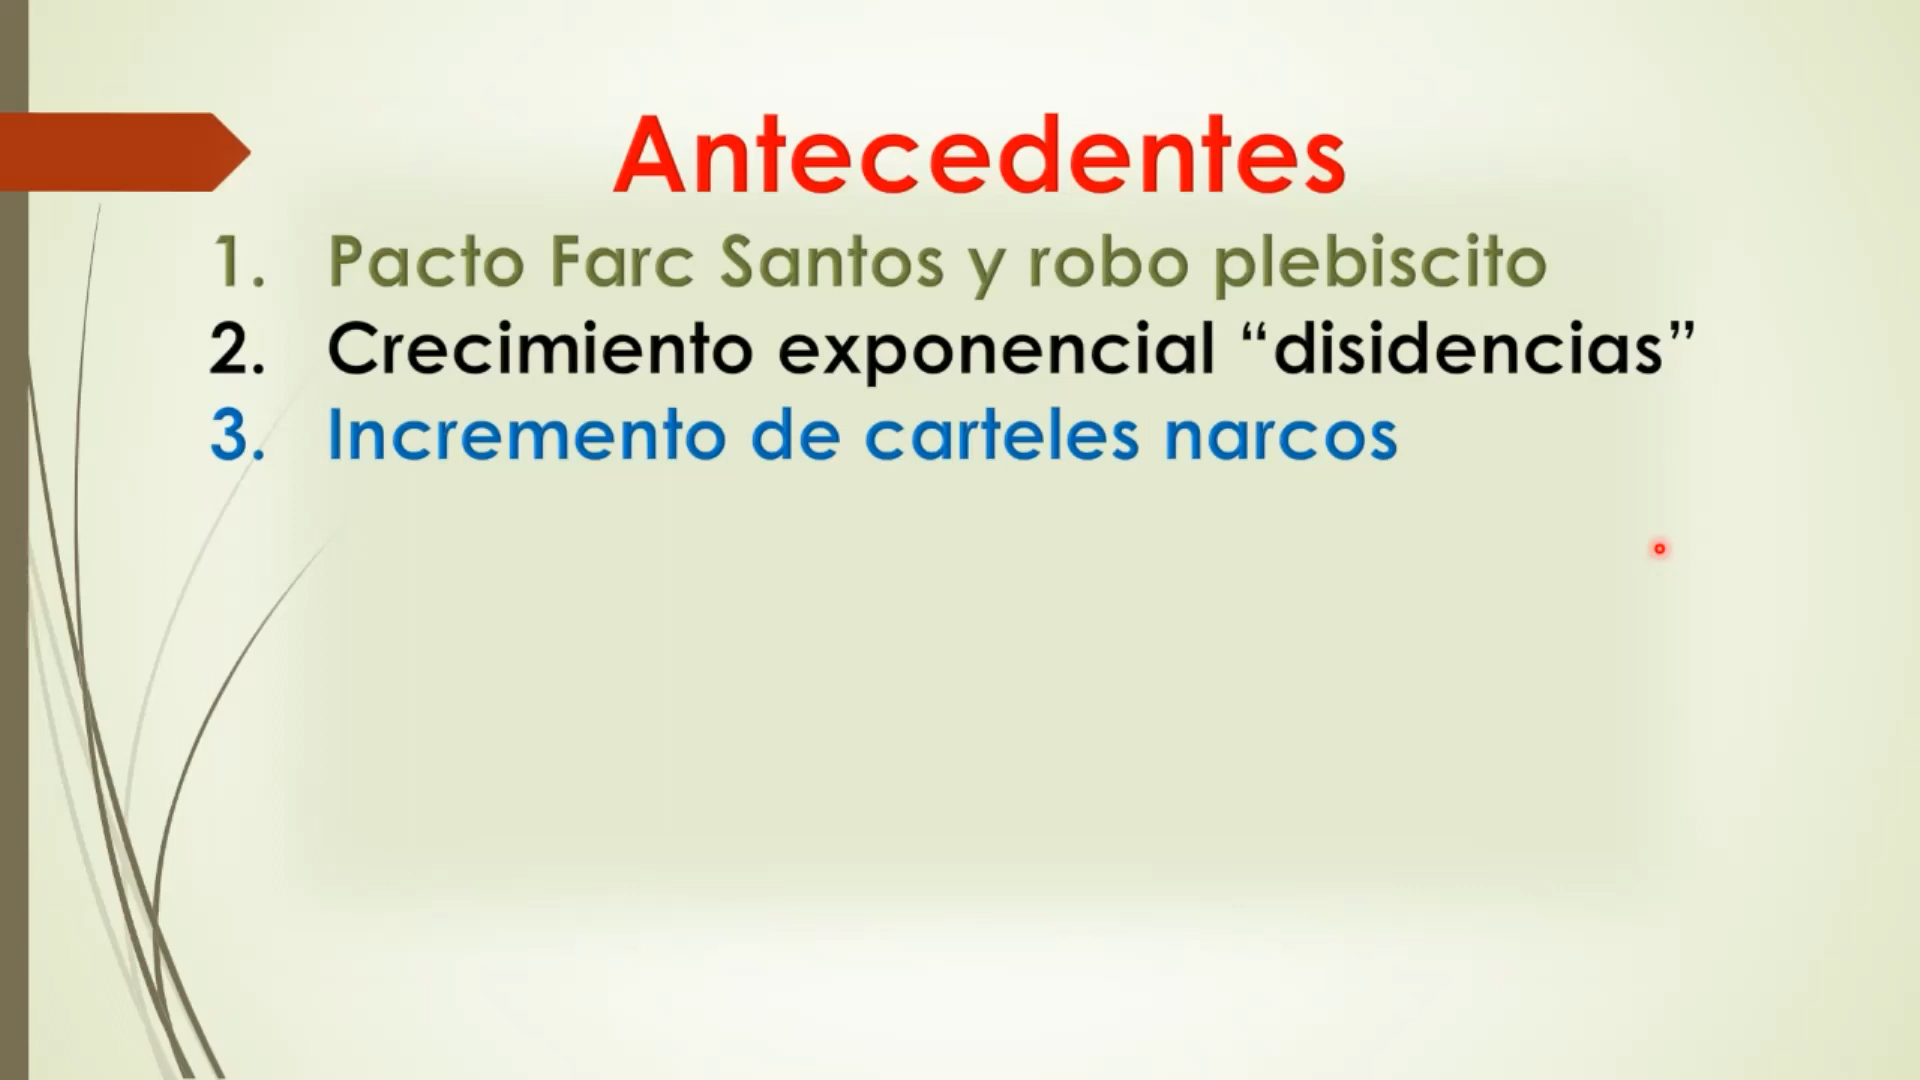 Antecedentes
1. Pacto Farc Santos y robo plebiscito
2. Crecimiento exponencial “disidencias”
3. Incremento de carteles narcos